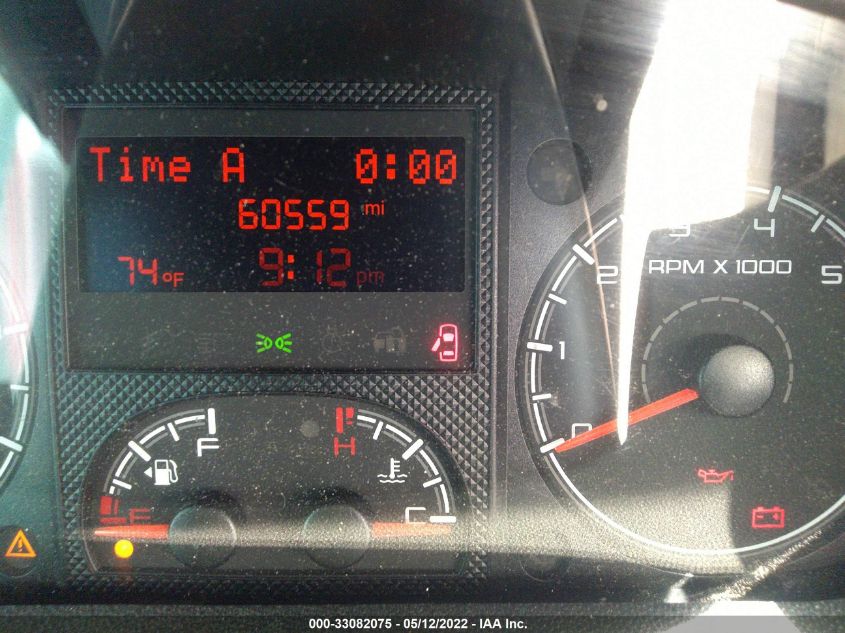 Time A 0:00
60559 mi
74°F 9:12 pm
0 1 2 3 4 5
RPM X 1000
F H
E C
000-33082075 - 05/12/2022 - IAA Inc.